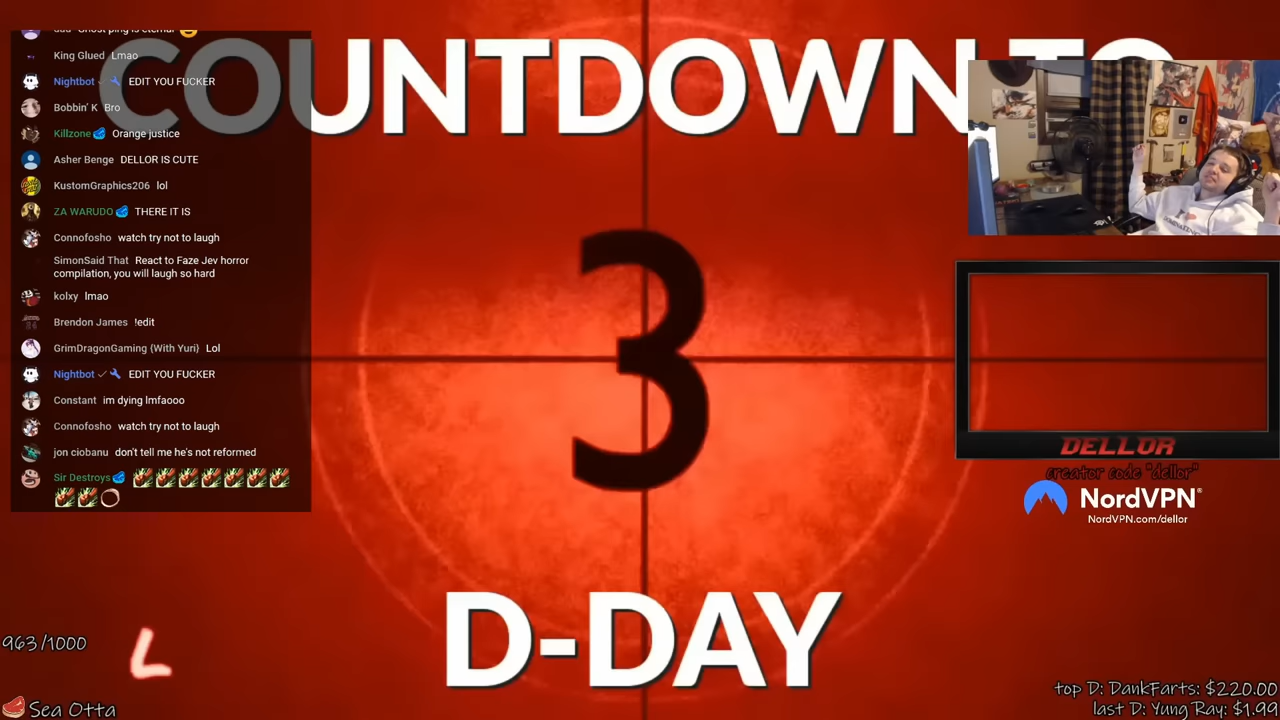 COUNTDOWN TO
King Glued Lmao
Nightbot EDIT YOU FUCKER
Bobbin' K Bro
Killzone Orange justice
Asher Benge DELLOR IS CUTE
KustomGraphics206 lol
ZA WARUDO THERE IT IS
Connofosho watch try not to laugh
SimonSaid That React to Faze Jev horror
compilation, you will laugh so hard
kolxy lmao
Brendon James !edit
GrimDragonGaming (With Yuri) Lol
Nightbot EDIT YOU FUCKER
Constant im dying lmfaooo
Connofosho watch try not to laugh
jon ciobanu don't tell me he's not reformed
Sir Destroys
3
DELLOR
creator code "dellor"
NordVPN®
NordVPN.com/dellor
D-DAY
963/1000
L
Sea Otta
top D: DankFarts: $220.00
last D: Yung Ray: $1.99